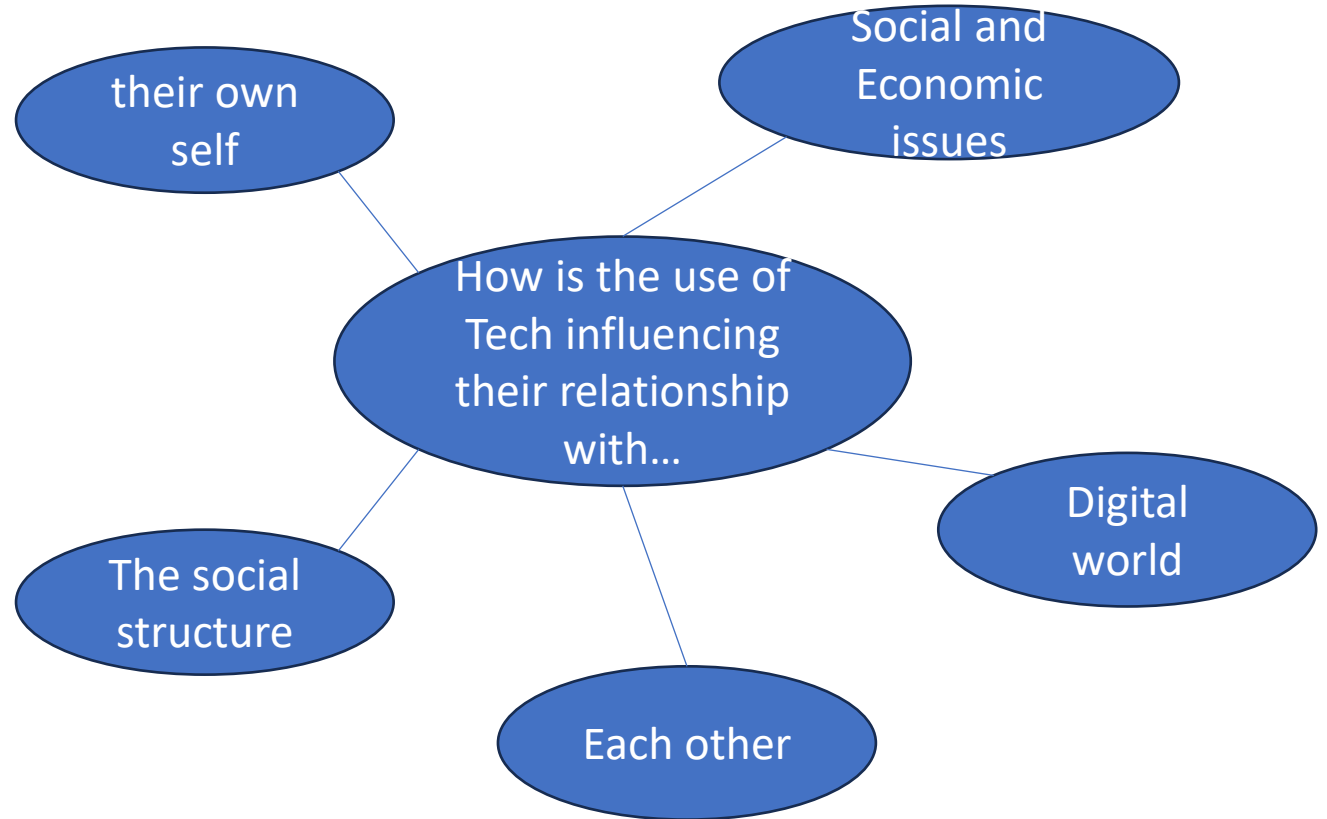 their own
self
Social and
Economic
issues
How is the use of
Tech influencing
their relationship
with…
Digital
world
The social
structure
Each other